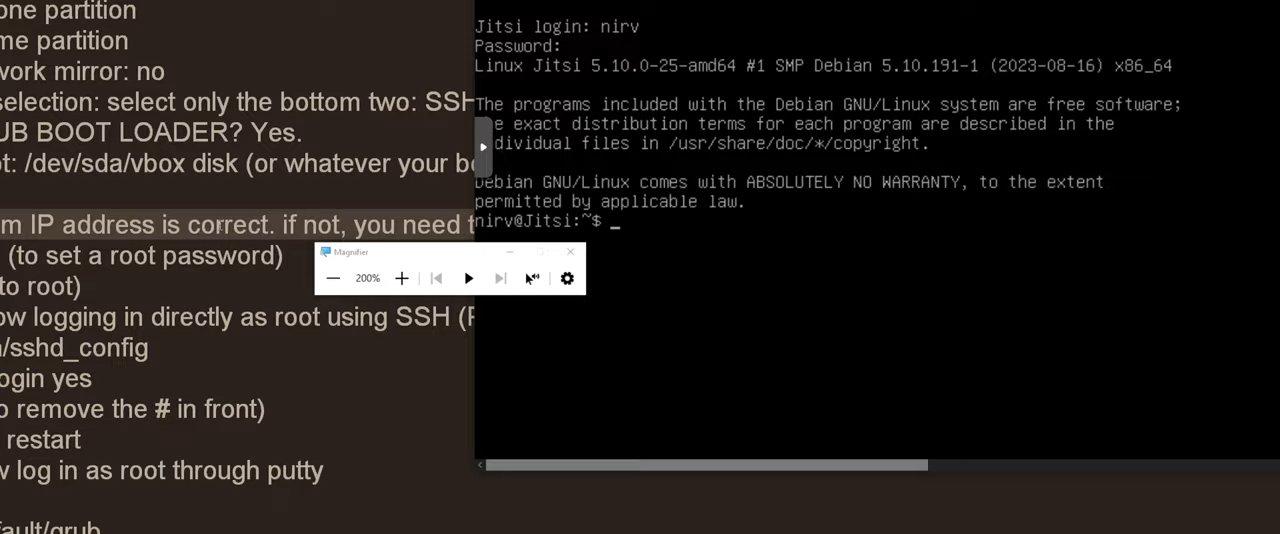 one partition
me partition
work mirror: no
selection: select only the bottom two: SSH
UB BOOT LOADER? Yes.
ot: /dev/sda/vbox disk (or whatever your bo
m IP address is correct. if not, you need t
(to set a root password)
to root)
ow logging in directly as root using SSH (P
/sshd_config
ogin yes
o remove the # in front)
restart
w log in as root through putty
fault/grub
Magnifier
200%
Jitsi login: nirv
Password:
Linux Jitsi 5.10.0-25-amd64 #1 SMP Debian 5.10.191-1 (2023-08-16) x86_64
The programs included with the Debian GNU/Linux system are free software;
e exact distribution terms for each program are described in the
dividual files in /usr/share/doc/*/copyright.
Debian GNU/Linux comes with ABSOLUTELY NO WARRANTY, to the extent
permitted by applicable law.
nirv@Jitsi:~$ _